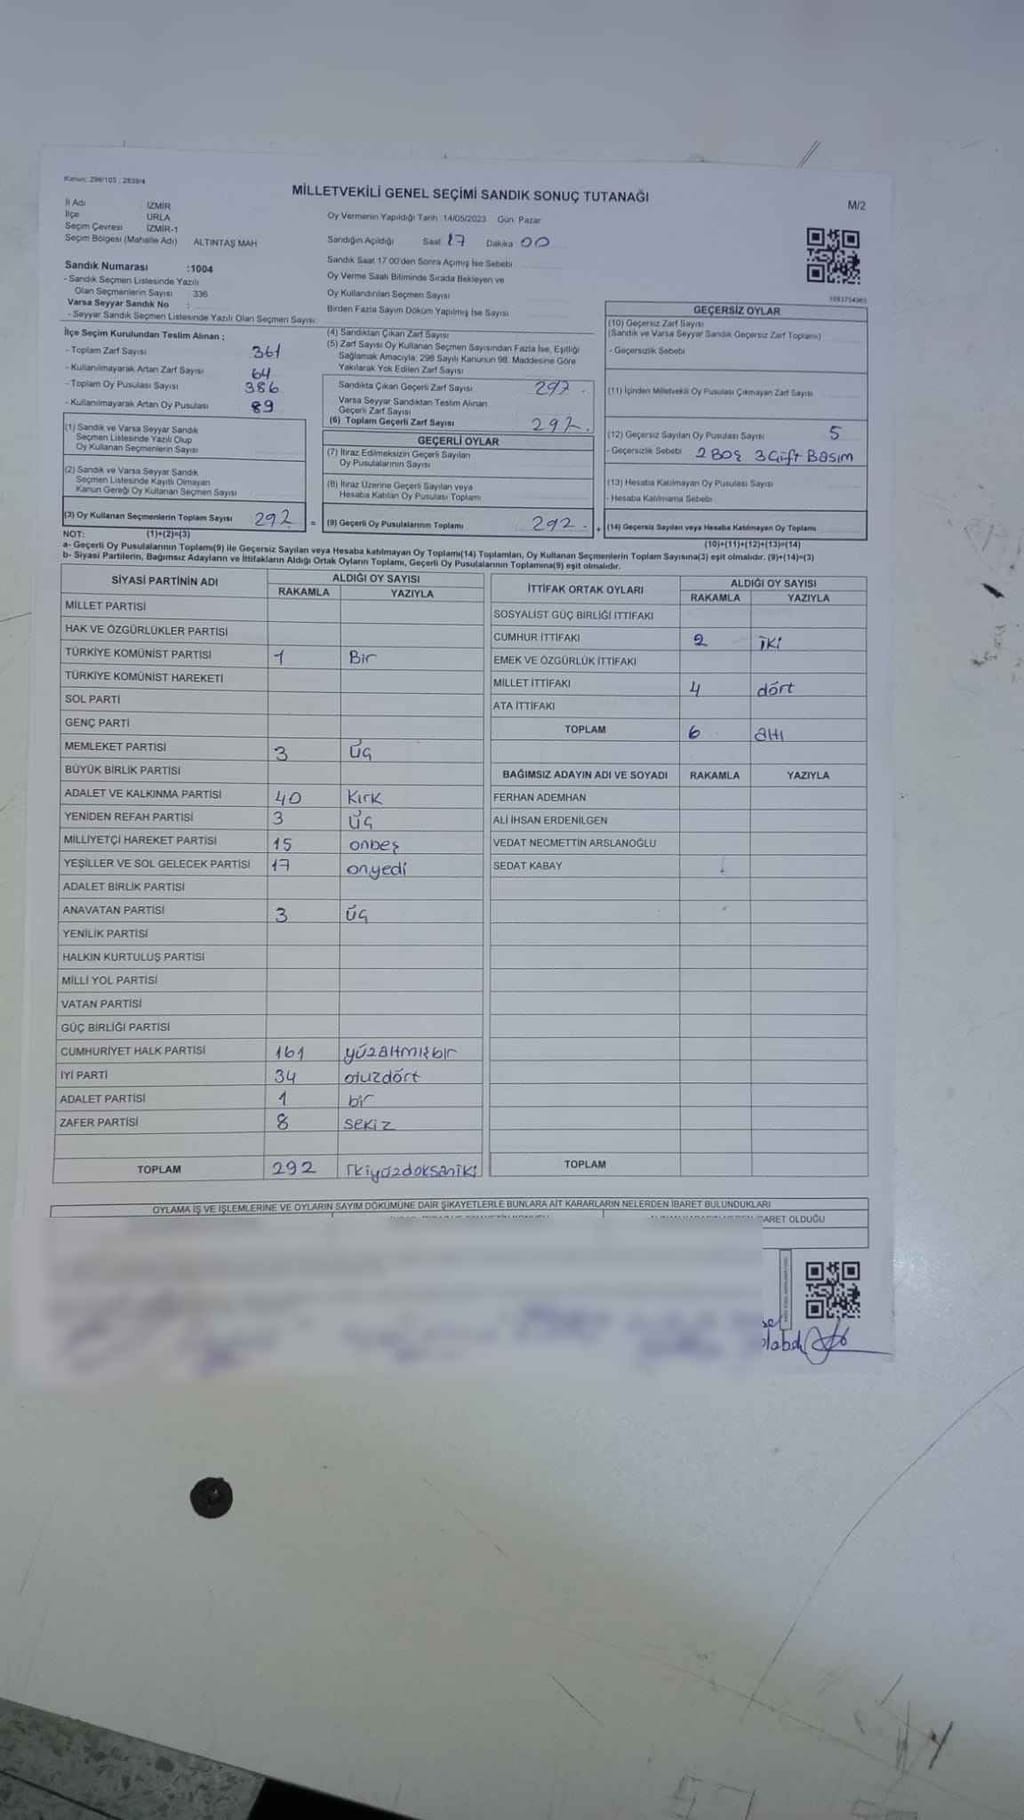 Kanun: 298/105 ; 2839/4
MİLLETVEKİLİ GENEL SEÇİMİ SANDIK SONUÇ TUTANAĞI
M/2
İl Adı İZMİR
İlçe URLA
Seçim Çevresi İZMİR-1
Seçim Bölgesi (Mahalle Adı) ALTINTAŞ MAH
Sandık Numarası :1004
- Sandık Seçmen Listesinde Yazılı
Olan Seçmenlerin Sayısı 336
Varsa Seyyar Sandık No :
- Seyyar Sandık Seçmen Listesinde Yazılı Olan Seçmen Sayısı:
Oy Vermenin Yapıldığı Tarih :14/05/2023 Gün: Pazar
Sandığın Açıldığı Saat 17 Dakika 00
Sandık Saat 17:00'den Sonra Açılmış İse Sebebi
Oy Verme Saati Bitiminde Sırada Bekleyen ve
Oy Kullandırılan Seçmen Sayısı
Birden Fazla Sayım Döküm Yapılmış İse Sayısı
İlçe Seçim Kurulundan Teslim Alınan :
- Toplam Zarf Sayısı 361
- Kullanılmayarak Artan Zarf Sayısı 64
- Toplam Oy Pusulası Sayısı 386
- Kullanılmayarak Artan Oy Pusulası 89
(1) Sandık ve Varsa Seyyar Sandık
Seçmen Listesinde Yazılı Olup
Oy Kullanan Seçmenlerin Sayısı
(2) Sandık ve Varsa Seyyar Sandık
Seçmen Listesinde Kayıtlı Olmayan
Kanun Gereği Oy Kullanan Seçmen Sayısı
(3) Oy Kullanan Seçmenlerin Toplam Sayısı 292 =
(4) Sandıktan Çıkan Zarf Sayısı
(5) Zarf Sayısı Oy Kullanan Seçmen Sayısından Fazla İse, Eşitliği
Sağlamak Amacıyla; 298 Sayılı Kanunun 98. Maddesine Göre
Yakılarak Yok Edilen Zarf Sayısı
Sandıkta Çıkan Geçerli Zarf Sayısı 297
Varsa Seyyar Sandıktan Teslim Alınan
Geçerli Zarf Sayısı
(6) Toplam Geçerli Zarf Sayısı 292.
GEÇERLİ OYLAR
(7) İtiraz Edilmeksizin Geçerli Sayılan
Oy Pusulalarının Sayısı
(8) İtiraz Üzerine Geçerli Sayılan veya
Hesaba Katılan Oy Pusulası Toplamı
(9) Geçerli Oy Pusulalarının Toplamı 292. +
GEÇERSİZ OYLAR
(10) Geçersiz Zarf Sayısı
(Sandık ve Varsa Seyyar Sandık Geçersiz Zarf Toplamı)
- Geçersizlik Sebebi
(11) İçinden Milletvekili Oy Pusulası Çıkmayan Zarf Sayısı
(12) Geçersiz Sayılan Oy Pusulası Sayısı 5
- Geçersizlik Sebebi 2 Boş 3 Çift Basım
(13) Hesaba Katılmayan Oy Pusulası Sayısı
- Hesaba Katılmama Sebebi
(14) Geçersiz Sayılan veya Hesaba Katılmayan Oy Toplamı
NOT: (1)+(2)=(3) (10)+(11)+(12)+(13)=(14)
a- Geçerli Oy Pusulalarının Toplamı(9) ile Geçersiz Sayılan veya Hesaba katılmayan Oy Toplamı(14) Toplamları, Oy Kullanan Seçmenlerin Toplam Sayısına(3) eşit olmalıdır. (9)+(14)=(3)
b- Siyasi Partilerin, Bağımsız Adayların ve İttifakların Aldığı Ortak Oyların Toplamı, Geçerli Oy Pusulalarının Toplamına(9) eşit olmalıdır.
SİYASİ PARTİNİN ADI ALDIĞI OY SAYISI
RAKAMLA YAZIYLA
MİLLET PARTİSİ
HAK VE ÖZGÜRLÜKLER PARTİSİ
TÜRKİYE KOMÜNİST PARTİSİ 1 Bir
TÜRKİYE KOMÜNİST HAREKETİ
SOL PARTİ
GENÇ PARTİ
MEMLEKET PARTİSİ 3 üç
BÜYÜK BİRLİK PARTİSİ
ADALET VE KALKINMA PARTİSİ 40 Kırk
YENİDEN REFAH PARTİSİ 3 üç
MİLLİYETÇİ HAREKET PARTİSİ 15 onbeş
YEŞİLLER VE SOL GELECEK PARTİSİ 17 onyedi
ADALET BİRLİK PARTİSİ
ANAVATAN PARTİSİ 3 üç
YENİLİK PARTİSİ
HALKIN KURTULUŞ PARTİSİ
MİLLİ YOL PARTİSİ
VATAN PARTİSİ
GÜÇ BİRLİĞİ PARTİSİ
CUMHURİYET HALK PARTİSİ 161 yüzaltmışbir
İYİ PARTİ 34 otuzdört
ADALET PARTİSİ 1 bir
ZAFER PARTİSİ 8 sekiz
TOPLAM 292 İkiyüzdoksaniki
İTTİFAK ORTAK OYLARI ALDIĞI OY SAYISI
RAKAMLA YAZIYLA
SOSYALİST GÜÇ BİRLİĞİ İTTİFAKI
CUMHUR İTTİFAKI 2 iki
EMEK VE ÖZGÜRLÜK İTTİFAKI
MİLLET İTTİFAKI 4 dört
ATA İTTİFAKI
TOPLAM 6 altı
BAĞIMSIZ ADAYIN ADI VE SOYADI RAKAMLA YAZIYLA
FERHAN ADEMHAN
ALİ İHSAN ERDENİLGEN
VEDAT NECMETTİN ARSLANOĞLU
SEDAT KABAY
TOPLAM
OYLAMA İŞ VE İŞLEMLERİNE VE OYLARIN SAYIM DÖKÜMÜNE DAİR ŞİKAYETLERLE BUNLARA AİT KARARLARIN NELERDEN İBARET BULUNDUKLARI
BARET OLDUĞU